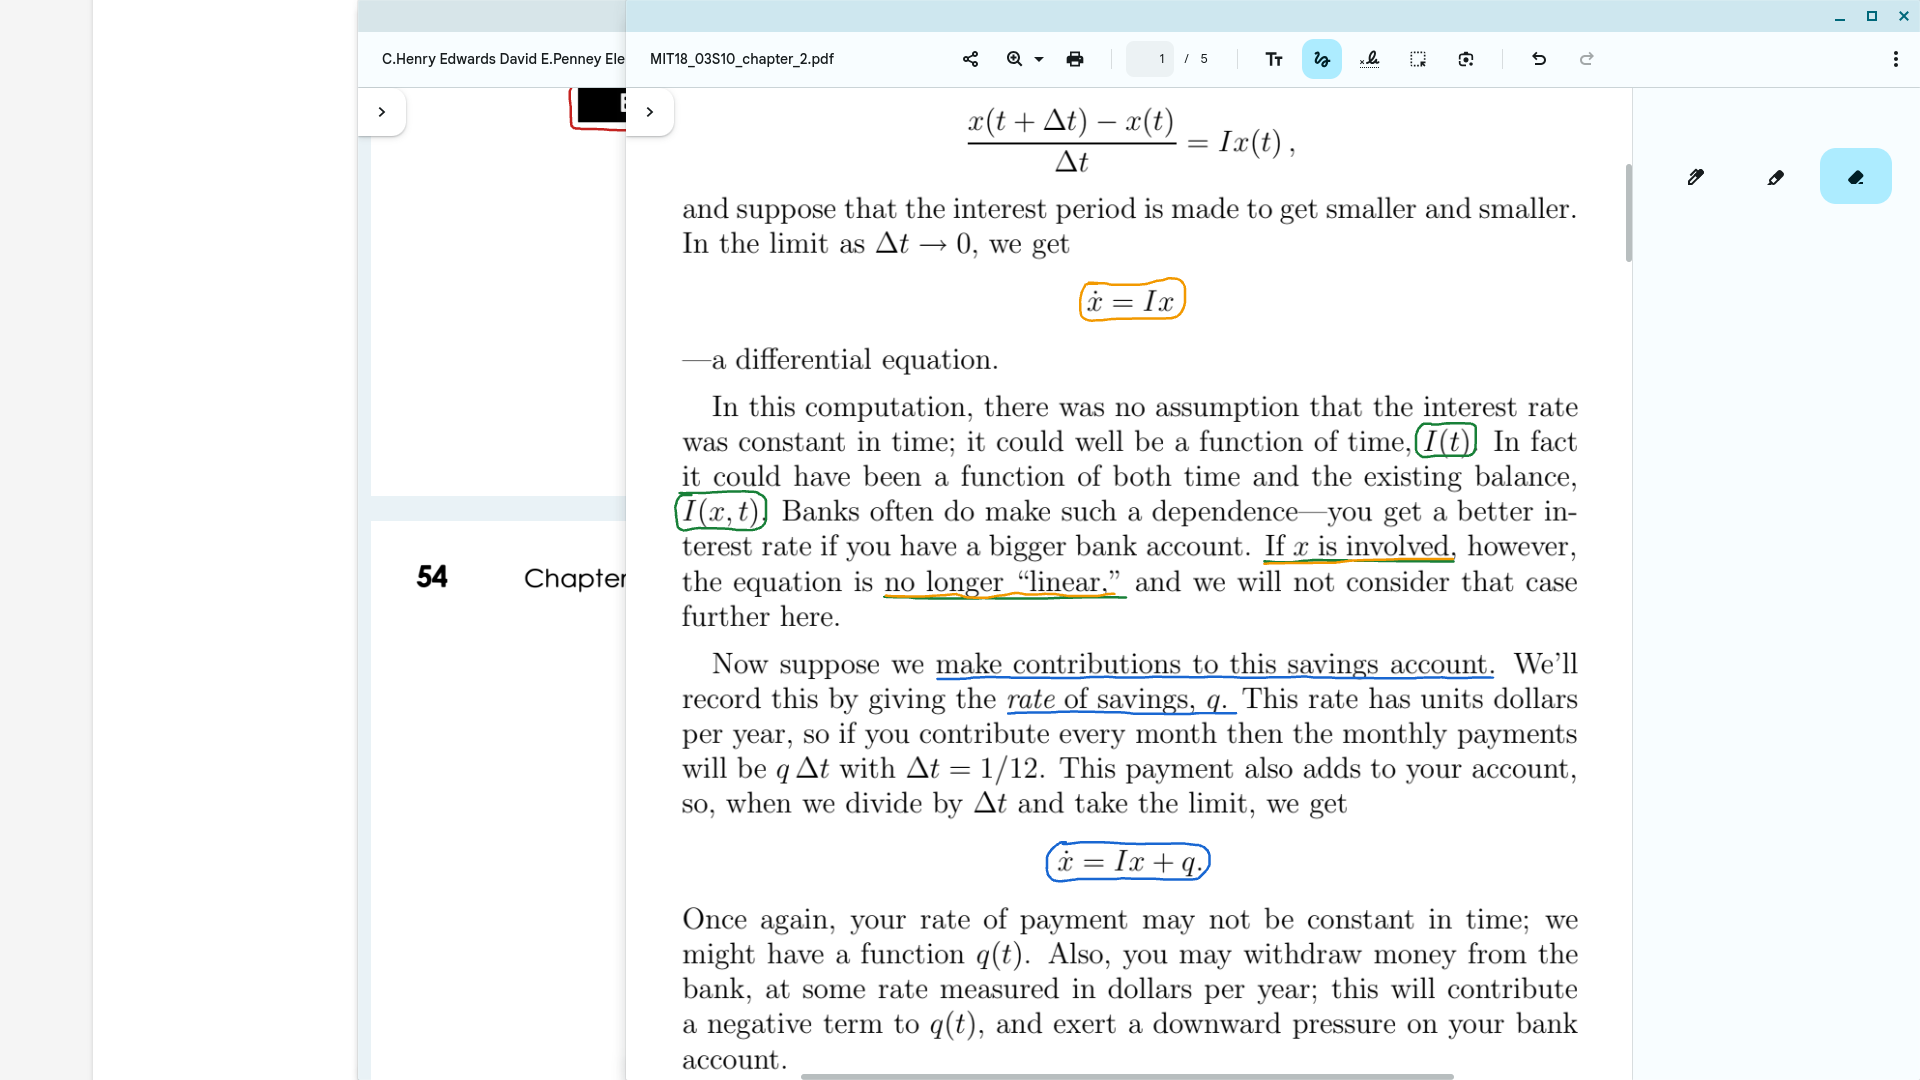 C.Henry Edwards David E.Penney Ele
MIT18_03S10_chapter_2.pdf
1 / 5
54 Chapter
x(t + Δt) − x(t)
Δt
= Ix(t) ,
and suppose that the interest period is made to get smaller and smaller.
In the limit as Δt → 0, we get
ẋ = Ix
—a differential equation.
In this computation, there was no assumption that the interest rate
was constant in time; it could well be a function of time, I(t). In fact
it could have been a function of both time and the existing balance,
I(x, t). Banks often do make such a dependence—you get a better in-
terest rate if you have a bigger bank account. If x is involved, however,
the equation is no longer “linear,” and we will not consider that case
further here.
Now suppose we make contributions to this savings account. We’ll
record this by giving the rate of savings, q. This rate has units dollars
per year, so if you contribute every month then the monthly payments
will be q Δt with Δt = 1/12. This payment also adds to your account,
so, when we divide by Δt and take the limit, we get
ẋ = Ix + q.
Once again, your rate of payment may not be constant in time; we
might have a function q(t). Also, you may withdraw money from the
bank, at some rate measured in dollars per year; this will contribute
a negative term to q(t), and exert a downward pressure on your bank
account.